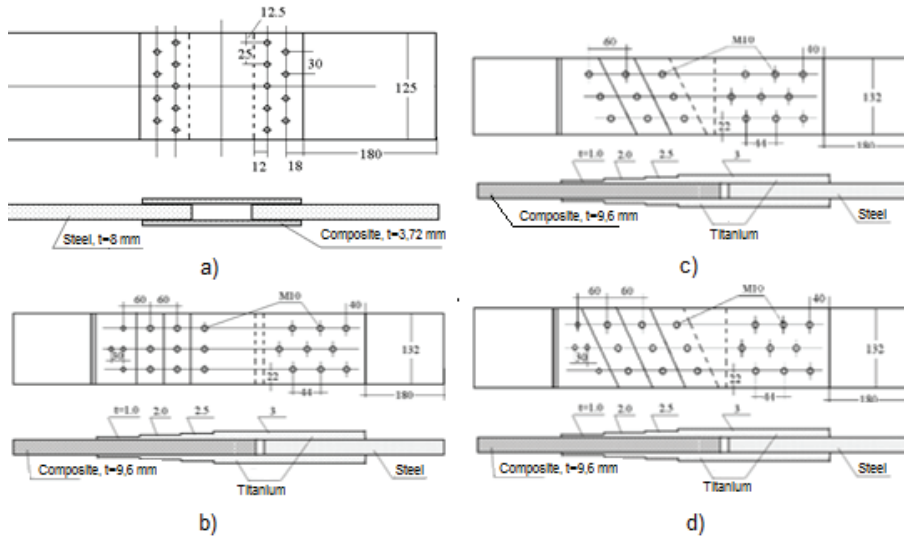 12.5
25
30
125
12
18
180
Steel, t=8 mm
Composite, t=3,72 mm
a)
60
M10
40
132
22
44
180
t=1.0
2.0
2.5
3
Composite, t=9,6 mm
Titanium
Steel
c)
60
60
M10
40
30
132
22
44
180
t=1.0
2.0
2.5
3
Composite, t=9,6 mm
Titanium
Steel
b)
60
60
M10
40
30
132
44
180
t=1.0
2.0
2.5
3
Composite, t=9,6 mm
Titanium
Steel
d)